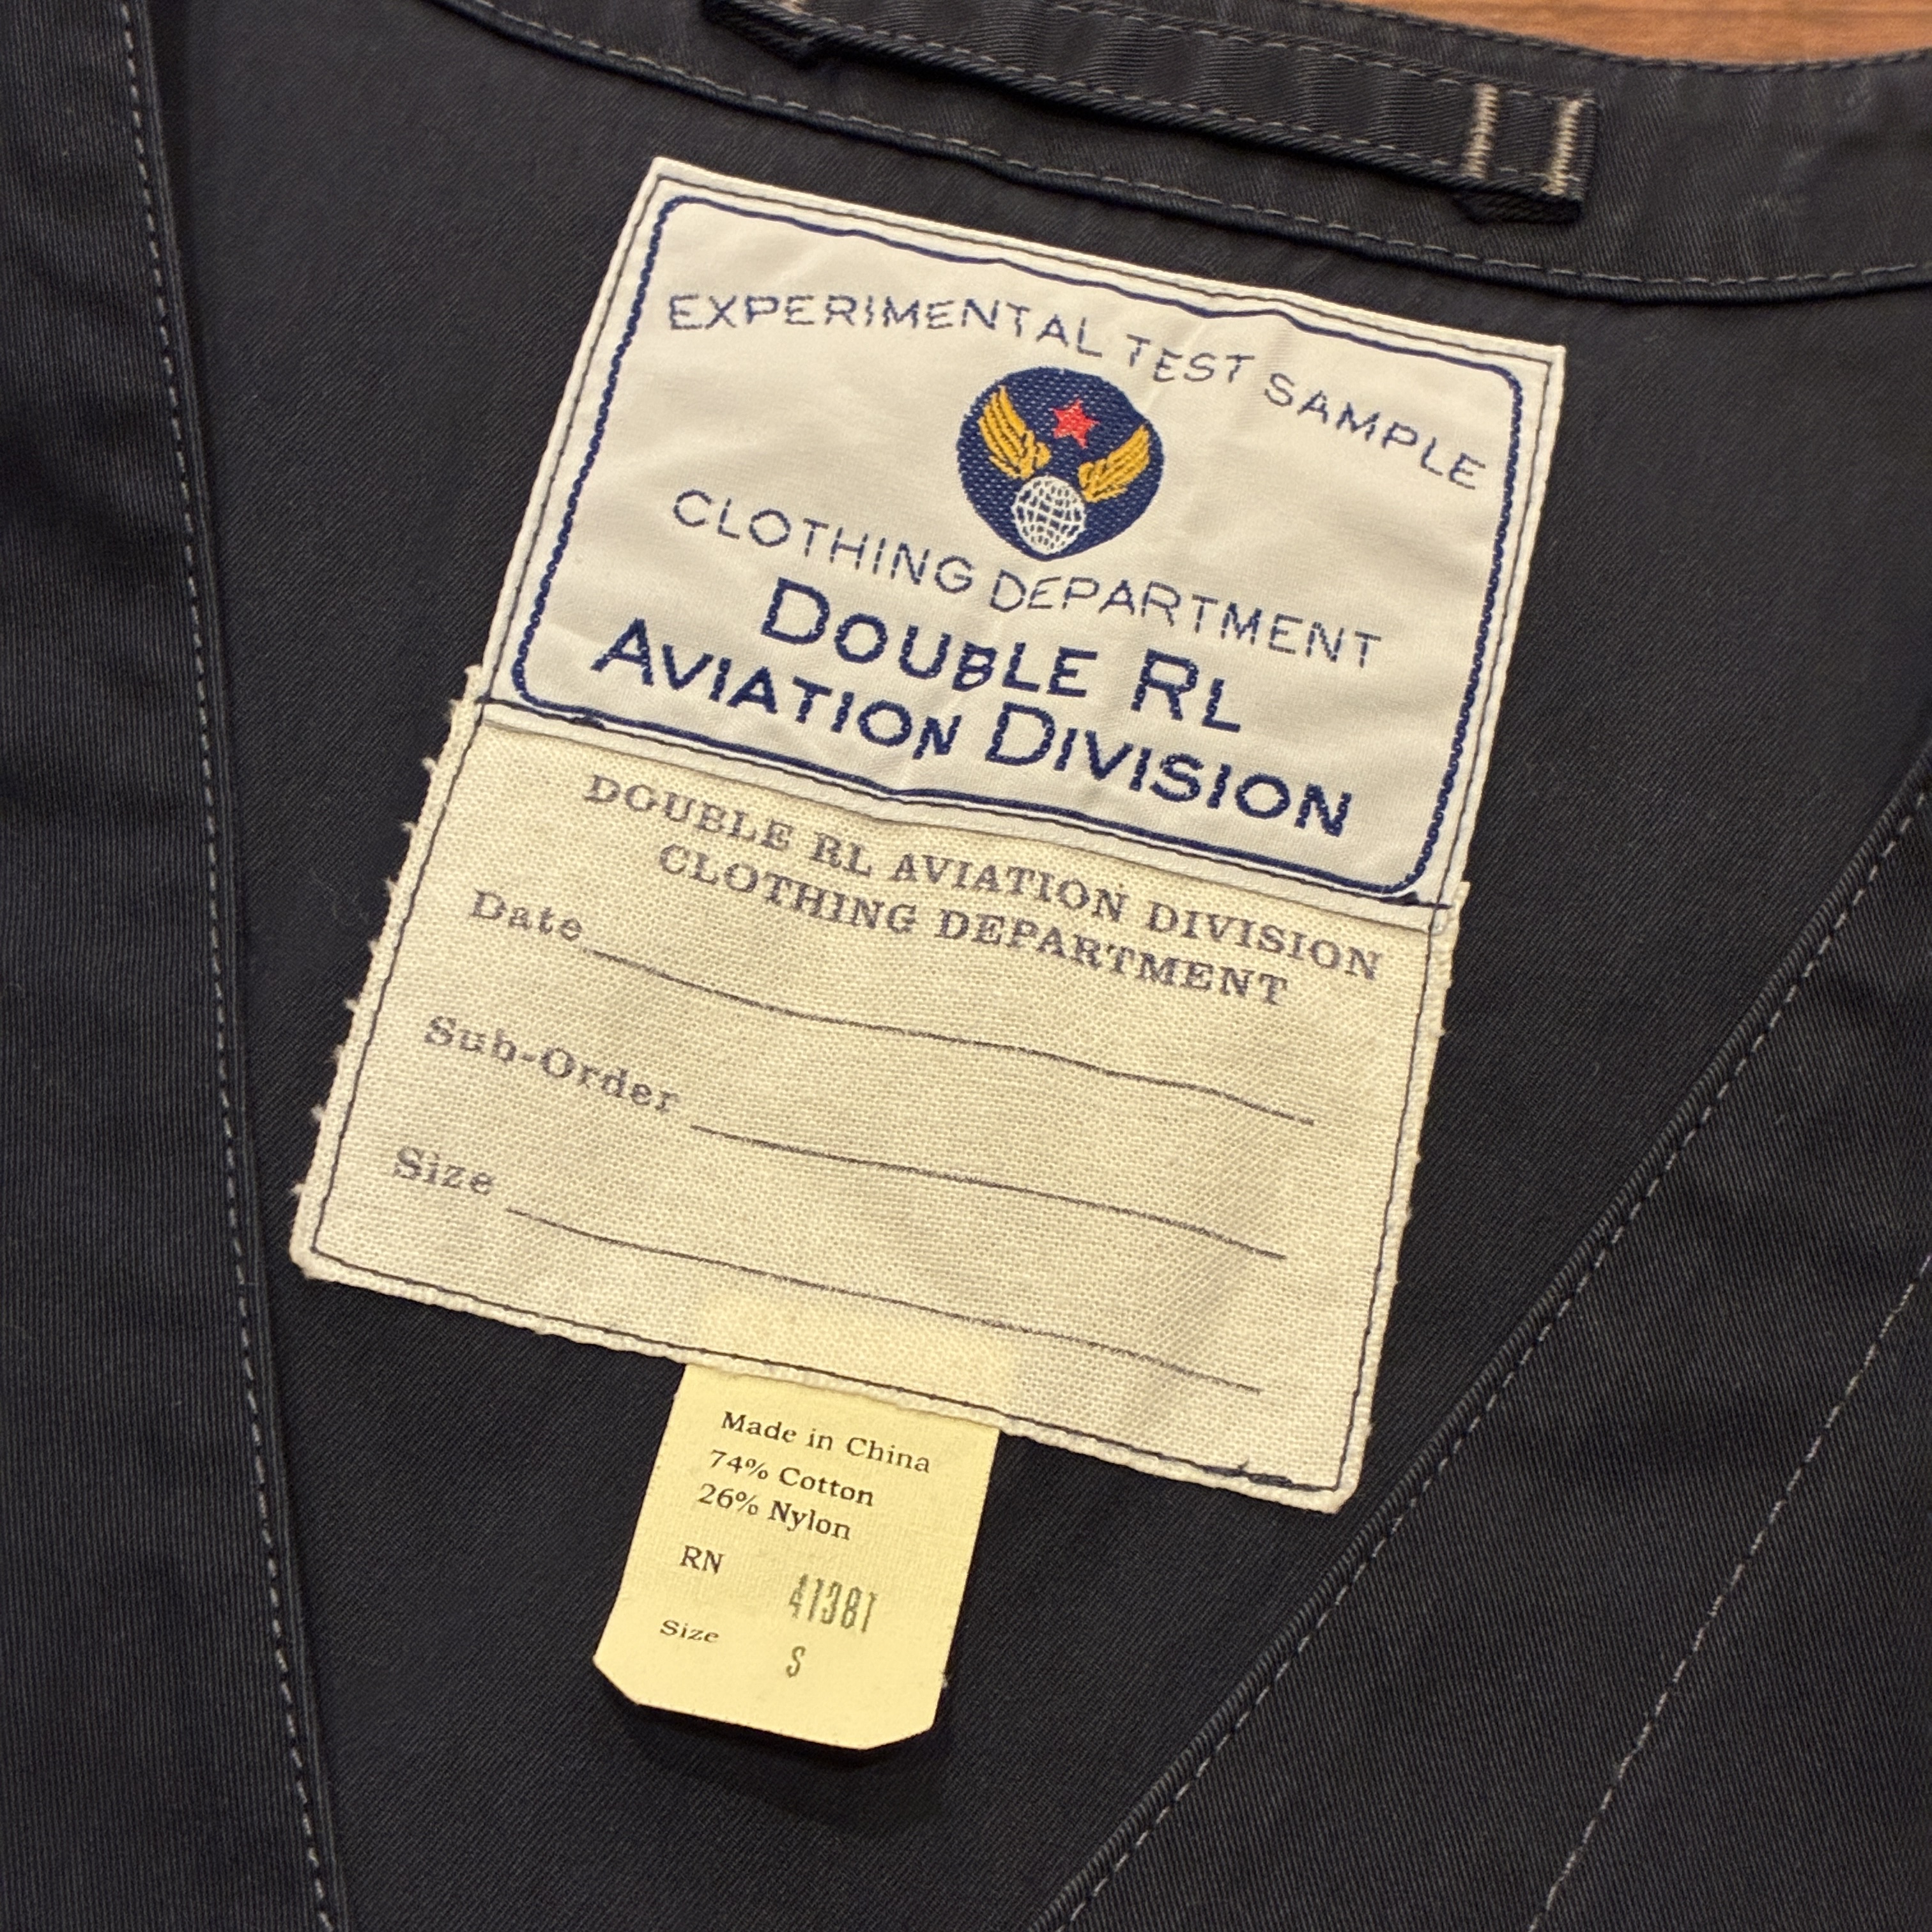 EXPERIMENTAL TEST SAMPLE
CLOTHING DEPARTMENT
DOUBLE RL
AVIATION DIVISION
DOUBLE RL AVIATION DIVISION
CLOTHING DEPARTMENT
Date
Sub-Order
Size
Made in China
74% Cotton
26% Nylon
RN 41381
Size S